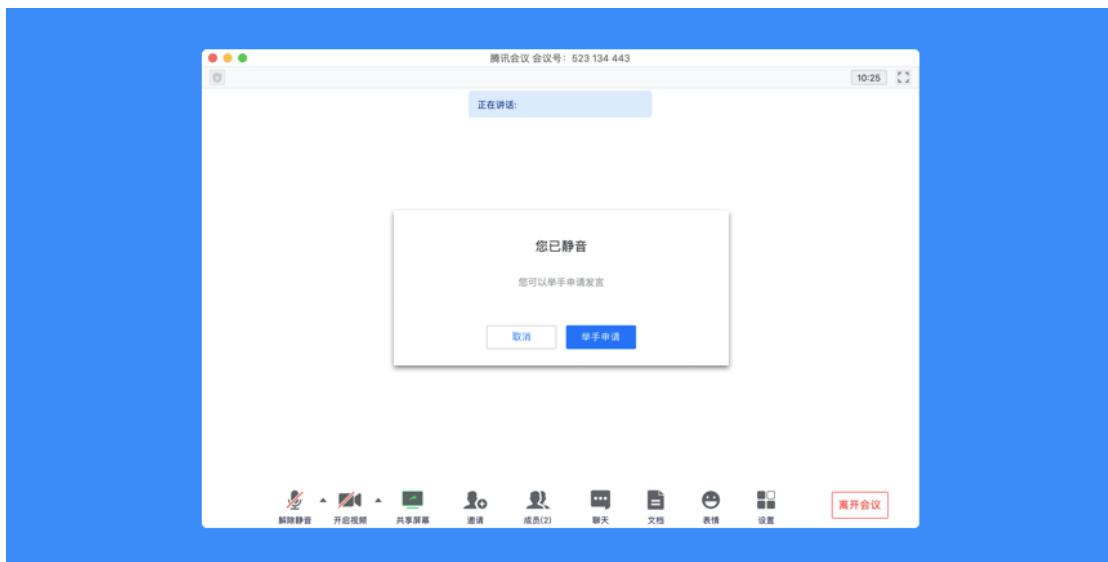 腾讯会议 会议号：523 134 443
10:25
正在讲话:
您已静音
您可以举手申请发言
取消 举手申请
解除静音 开启视频 共享屏幕 邀请 成员(2) 聊天 文档 表情 设置 离开会议